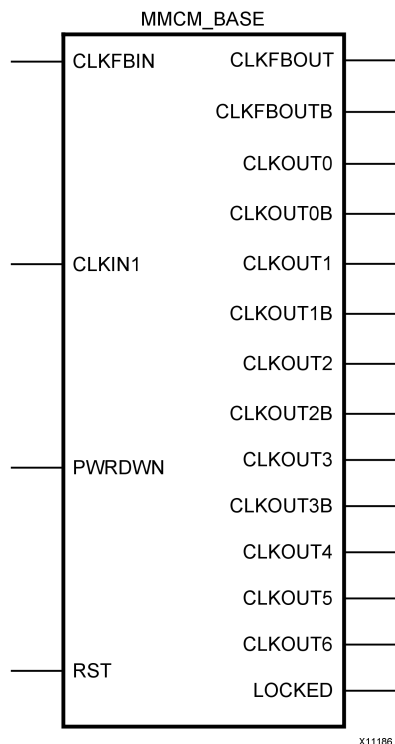 MMCM_BASE
CLKFBIN
CLKFBOUT
CLKFBOUTB
CLKOUT0
CLKOUT0B
CLKIN1
CLKOUT1
CLKOUT1B
CLKOUT2
CLKOUT2B
PWRDWN
CLKOUT3
CLKOUT3B
CLKOUT4
CLKOUT5
CLKOUT6
RST
LOCKED
X11186